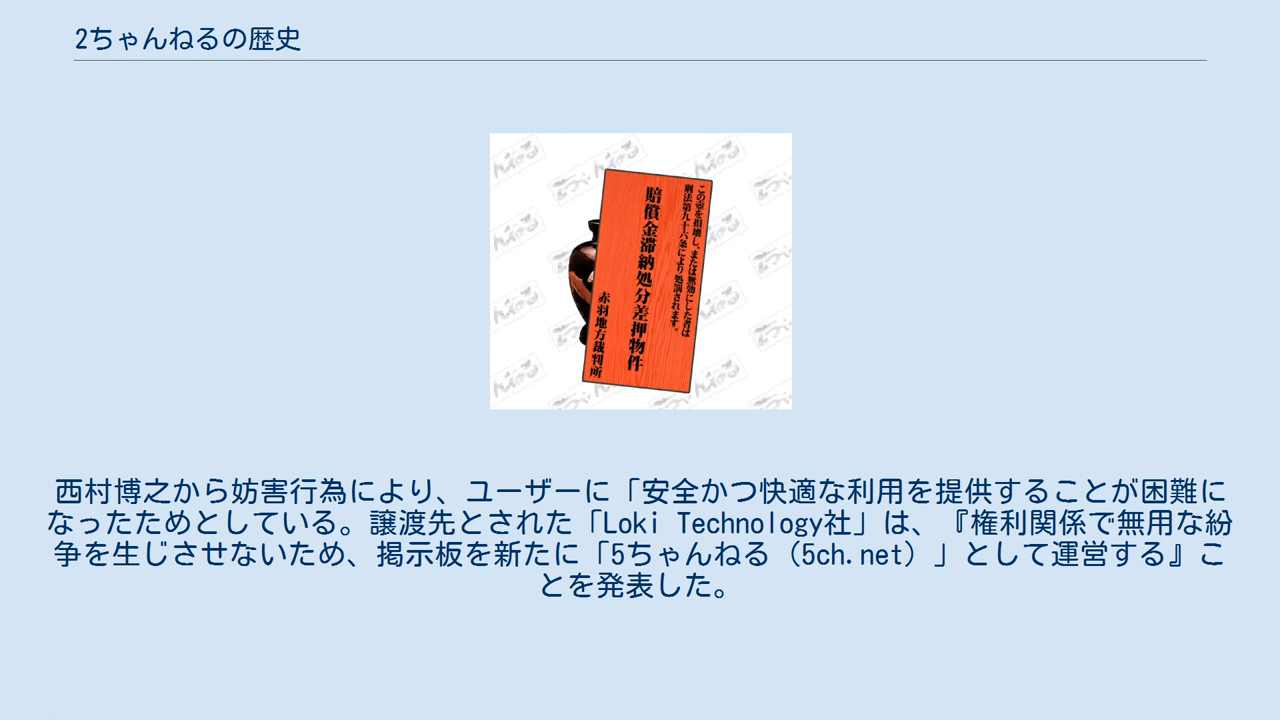 2ちゃんねるの歴史
この壺を損壊し、または無効にした者は
刑法第九十六条により処罰されます。
賠償金滞納処分差押物件
赤羽地方裁判所
西村博之から妨害行為により、ユーザーに「安全かつ快適な利用を提供することが困難に
なったためとしている。譲渡先とされた「Loki Technology社」は、『権利関係で無用な紛
争を生じさせないため、掲示板を新たに「5ちゃんねる（5ch.net）」として運営する』こ
とを発表した。